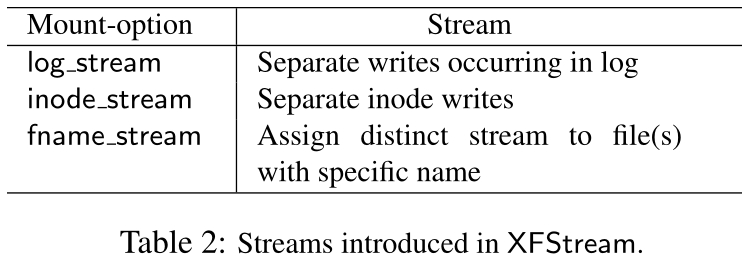 Mount-option Stream
log_stream Separate writes occurring in log
inode_stream Separate inode writes
fname_stream Assign distinct stream to file(s)
with specific name
Table 2: Streams introduced in XFStream.